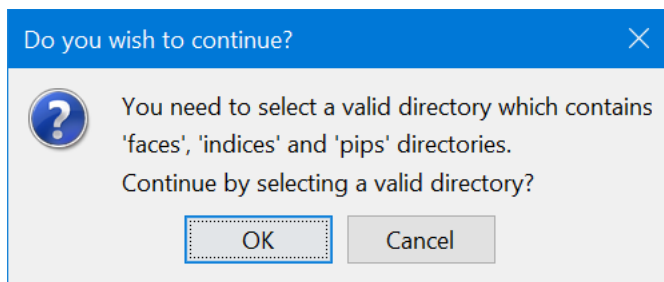 Do you wish to continue?
You need to select a valid directory which contains
'faces', 'indices' and 'pips' directories.
Continue by selecting a valid directory?
OK Cancel